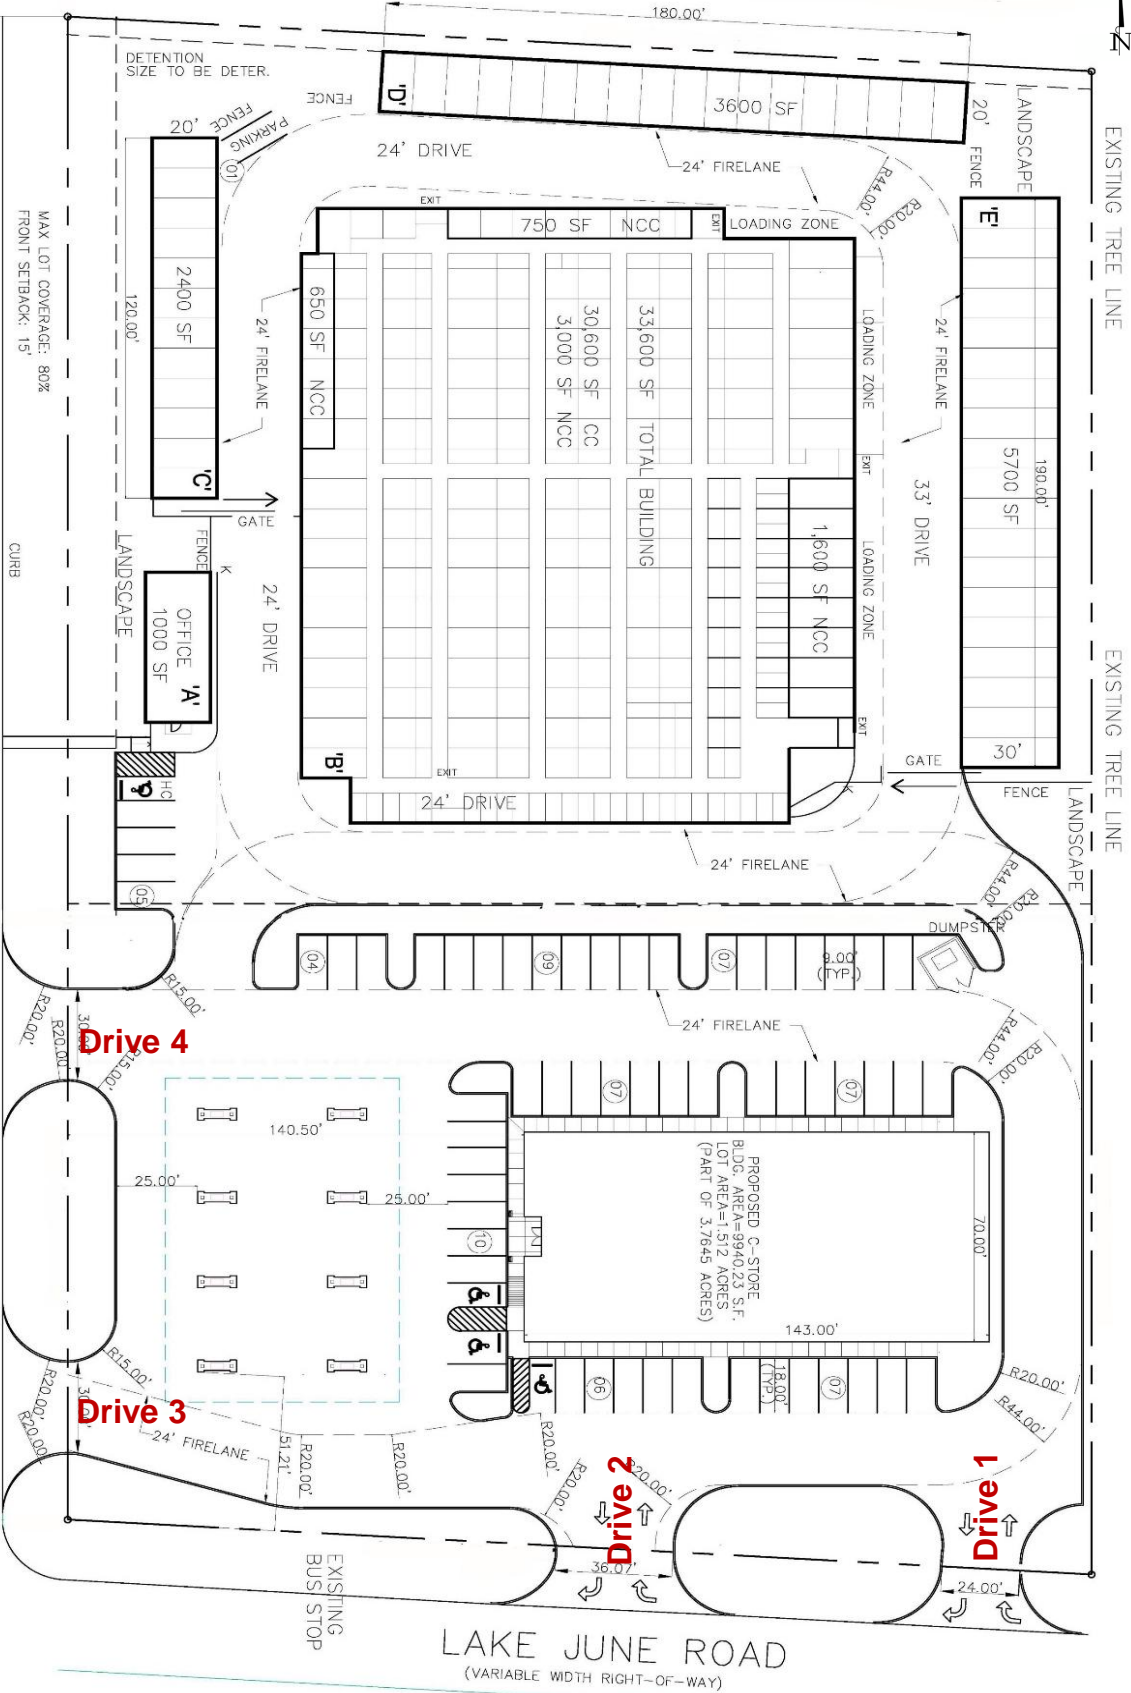 180.00'
N
DETENTION
SIZE TO BE DETER.
FENCE
'D'
3600 SF
20'
LANDSCAPE
FENCE
20'
FENCE
PARKING
01
24' DRIVE
24' FIRELANE
R44.00'
R20.00'
EXISTING TREE LINE
'E'
EXIT
750 SF NCC
EXIT
LOADING ZONE
MAX LOT COVERAGE: 80%
FRONT SETBACK: 15'
120.00'
2400 SF
24' FIRELANE
650 SF NCC
33,600 SF TOTAL BUILDING
30,600 SF CC
3,000 SF NCC
LOADING ZONE
24' FIRELANE
'C'
EXIT
190.00'
5700 SF
GATE
33' DRIVE
CURB
LANDSCAPE
FENCE
K
24' DRIVE
1,600 SF NCC
LOADING ZONE
OFFICE 'A'
1000 SF
EXISTING TREE LINE
'B'
EXIT
EXIT
30'
GATE
K
FENCE
HC
24' DRIVE
LANDSCAPE
24' FIRELANE
05
R44.00'
R20.00'
DUMPSTER
04
09
07
9.00'
(TYP.)
R15.00'
R20.00'
R20.00'
30.00'
Drive 4
R15.00'
24' FIRELANE
R44.00'
R20.00'
07
07
140.50'
25.00'
25.00'
10
PROPOSED C-STORE
BLDG. AREA=9940.23 S.F.
LOT AREA=1.512 ACRES
(PART OF 3.7645 ACRES)
70.00'
143.00'
R15.00'
R20.00'
R20.00'
Drive 3
24' FIRELANE
51.21'
R20.00'
R20.00'
06
18.00'
(TYP.)
07
R20.00'
R44.00'
R20.00'
R20.00'
R20.00'
Drive 2
Drive 1
36.07'
24.00'
EXISTING
BUS STOP
LAKE JUNE ROAD
(VARIABLE WIDTH RIGHT-OF-WAY)